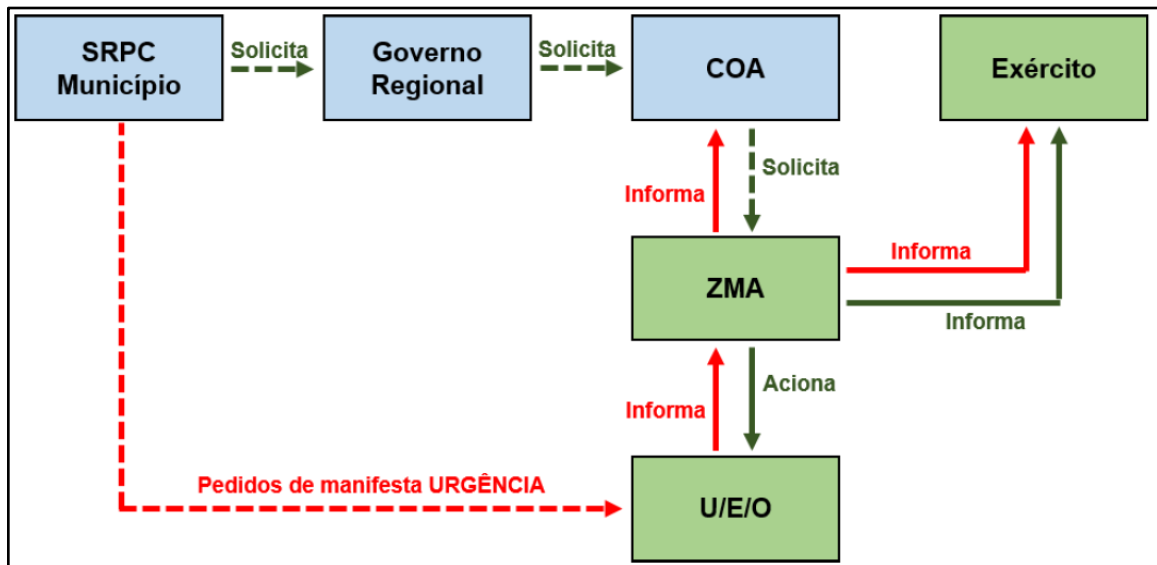 SRPC
Município
Solicita
Governo
Regional
Solicita
COA
Exército
Informa
Solicita
ZMA
Informa
Informa
Informa
Aciona
Pedidos de manifesta URGÊNCIA
U/E/O